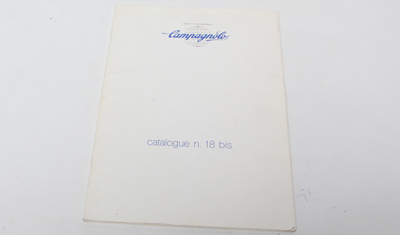 Campagnolo
catalogue n. 18 bis